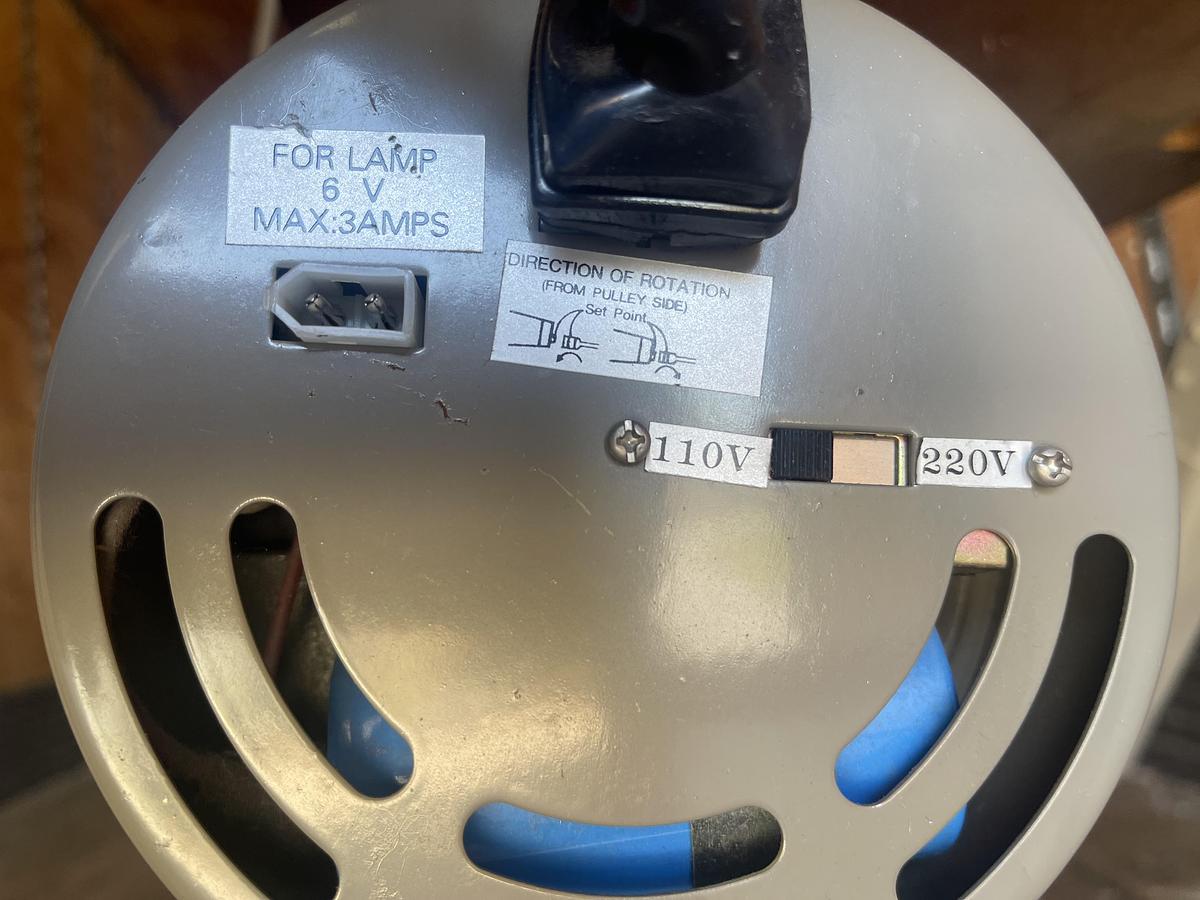 FOR LAMP
6 V
MAX.3AMPS
DIRECTION OF ROTATION
(FROM PULLEY SIDE)
Set Point
110V
220V